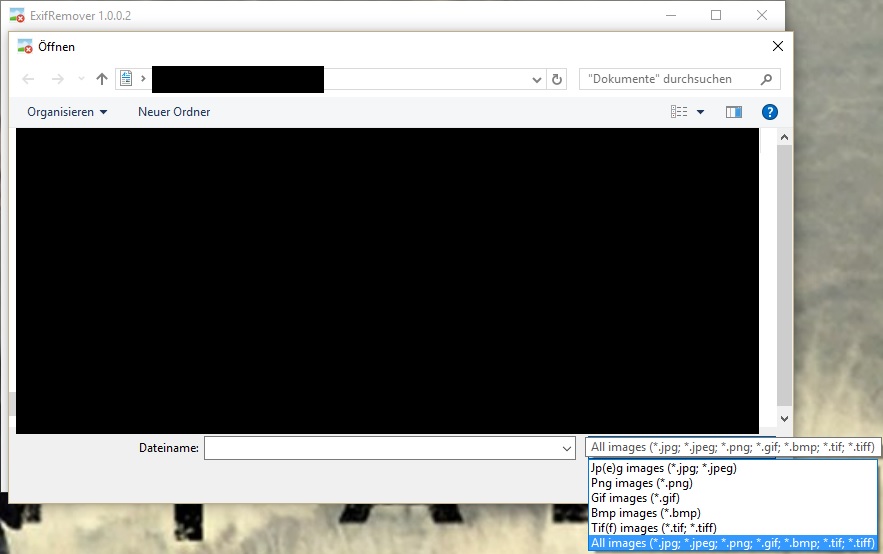 ExifRemover 1.0.0.2
Öffnen
"Dokumente" durchsuchen
Organisieren
Neuer Ordner
?
Dateiname:
All images (*.jpg; *.jpeg; *.png; *.gif; *.bmp; *.tif; *.tiff)
Jp(e)g images (*.jpg; *.jpeg)
Png images (*.png)
Gif images (*.gif)
Bmp images (*.bmp)
Tif(f) images (*.tif; *.tiff)
All images (*.jpg; *.jpeg; *.png; *.gif; *.bmp; *.tif; *.tiff)